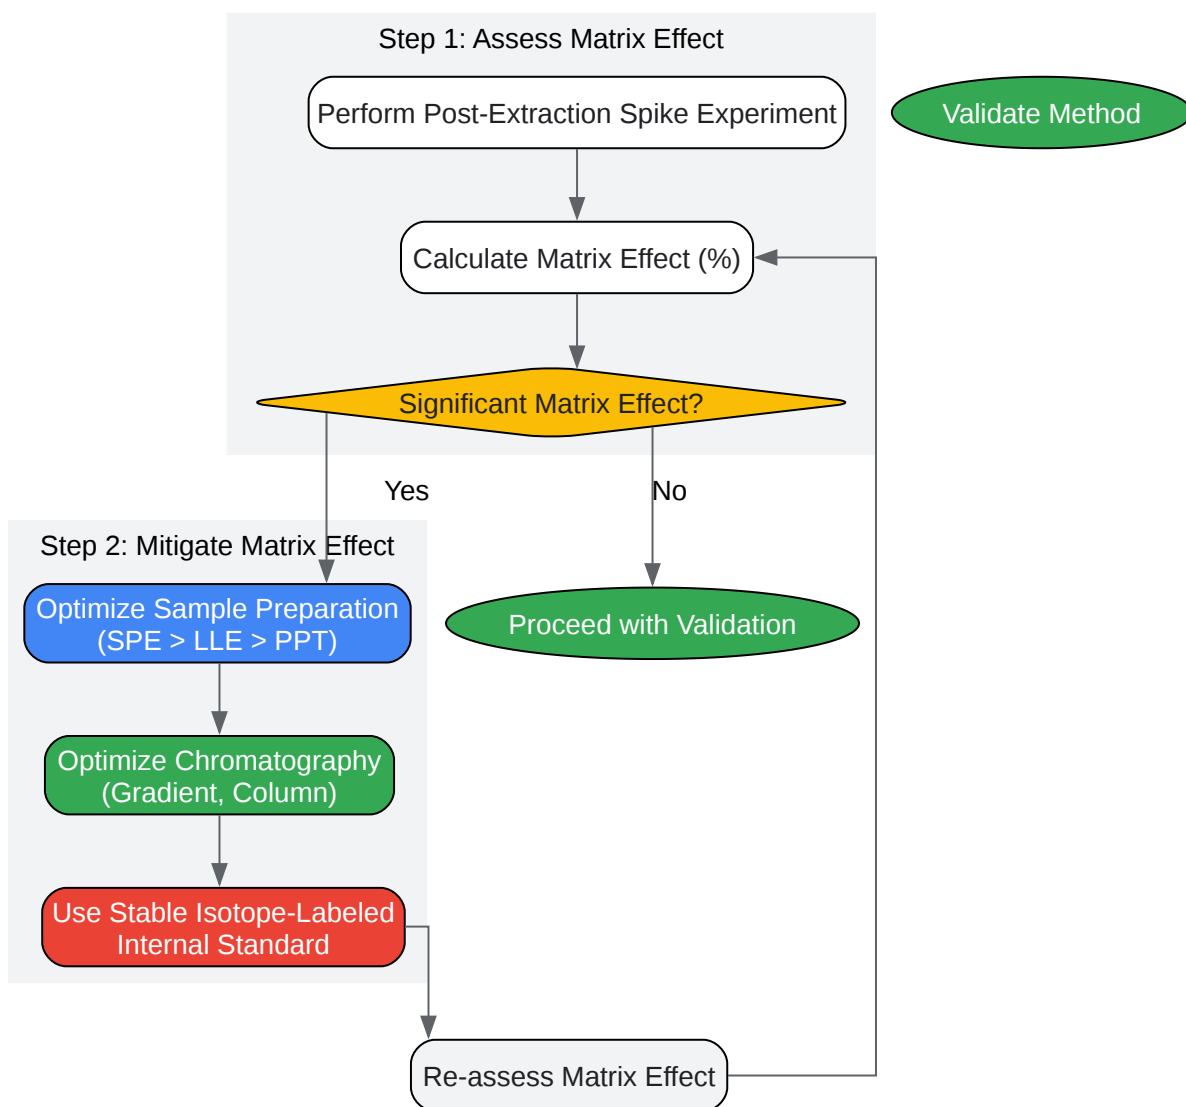 Step 1: Assess Matrix Effect
Perform Post-Extraction Spike Experiment
Validate Method
Calculate Matrix Effect (%)
Significant Matrix Effect?
Yes
No
Step 2: Mitigate Matrix Effect
Optimize Sample Preparation
(SPE > LLE > PPT)
Proceed with Validation
Optimize Chromatography
(Gradient, Column)
Use Stable Isotope-Labeled
Internal Standard
Re-assess Matrix Effect